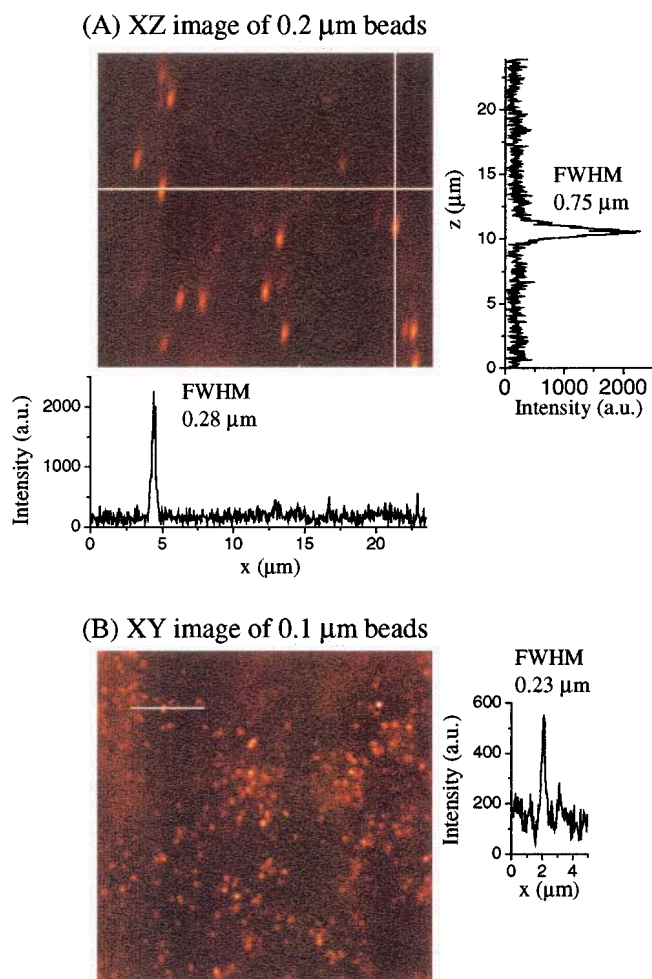 (A) XZ image of 0.2 μm beads
20
15
10
5
0
z (μm)
FWHM
0.75 μm
0 1000 2000
Intensity (a.u.)
2000
1000
0
Intensity (a.u.)
FWHM
0.28 μm
0 5 10 15 20
x (μm)
(B) XY image of 0.1 μm beads
FWHM
0.23 μm
600
400
200
0
Intensity (a.u.)
0 2 4
x (μm)